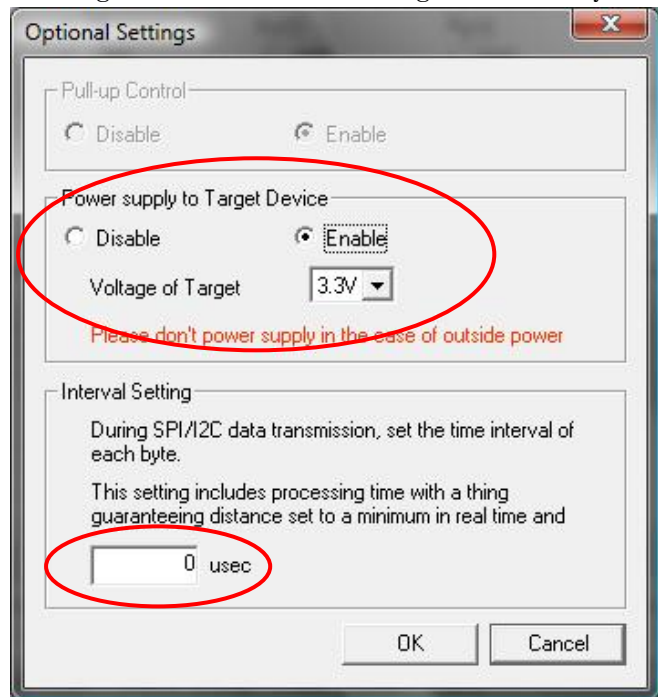 Optional Settings
Pull-up Control
Disable Enable
Power supply to Target Device
Disable Enable
Voltage of Target 3.3V
Please don't power supply in the case of outside power
Interval Setting
During SPI/I2C data transmission, set the time interval of
each byte.
This setting includes processing time with a thing
guaranteeing distance set to a minimum in real time and
0 usec
OK Cancel